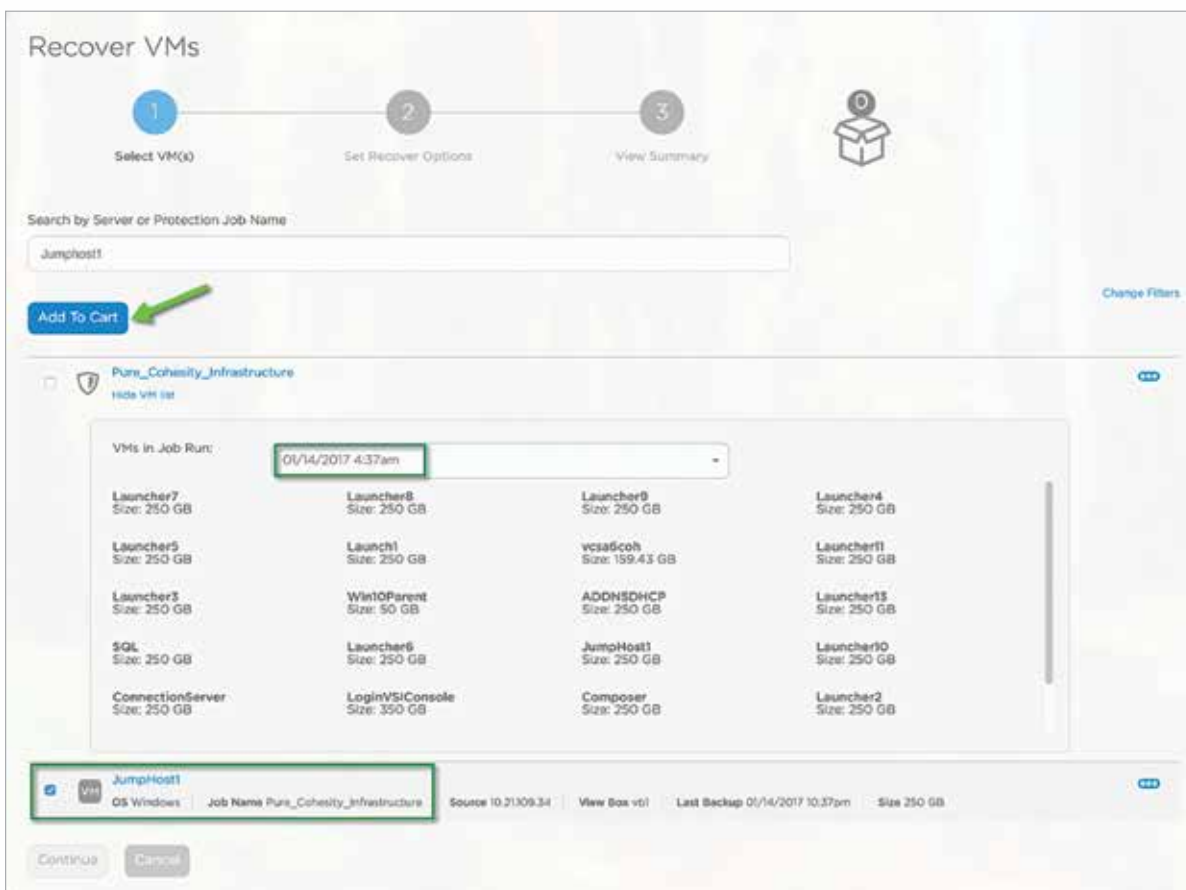 Recover VMs
1
2
3
0
Select VM(s)
Set Recover Options
View Summary
Search by Server or Protection Job Name
Jumphost1
Add To Cart
Change Filters
Pure_Cohesity_Infrastructure
Hide VM list
VMs in Job Run:
01/14/2017 4:37am
Launcher7
Size: 250 GB
Launcher8
Size: 250 GB
Launcher9
Size: 250 GB
Launcher4
Size: 250 GB
Launcher5
Size: 250 GB
Launch1
Size: 250 GB
vcsa6coh
Size: 159.43 GB
Launcher11
Size: 250 GB
Launcher3
Size: 250 GB
Win10Parent
Size: 50 GB
ADDNSDHCP
Size: 250 GB
Launcher13
Size: 250 GB
SQL
Size: 250 GB
Launcher6
Size: 250 GB
JumpHost1
Size: 250 GB
Launcher10
Size: 250 GB
ConnectionServer
Size: 250 GB
LoginVSIConsole
Size: 350 GB
Composer
Size: 250 GB
Launcher2
Size: 250 GB
VM
JumpHost1
OS Windows Job Name Pure_Cohesity_Infrastructure Source 10.21.109.34 View Box vb1 Last Backup 01/14/2017 10:37pm Size 250 GB
Continue
Cancel